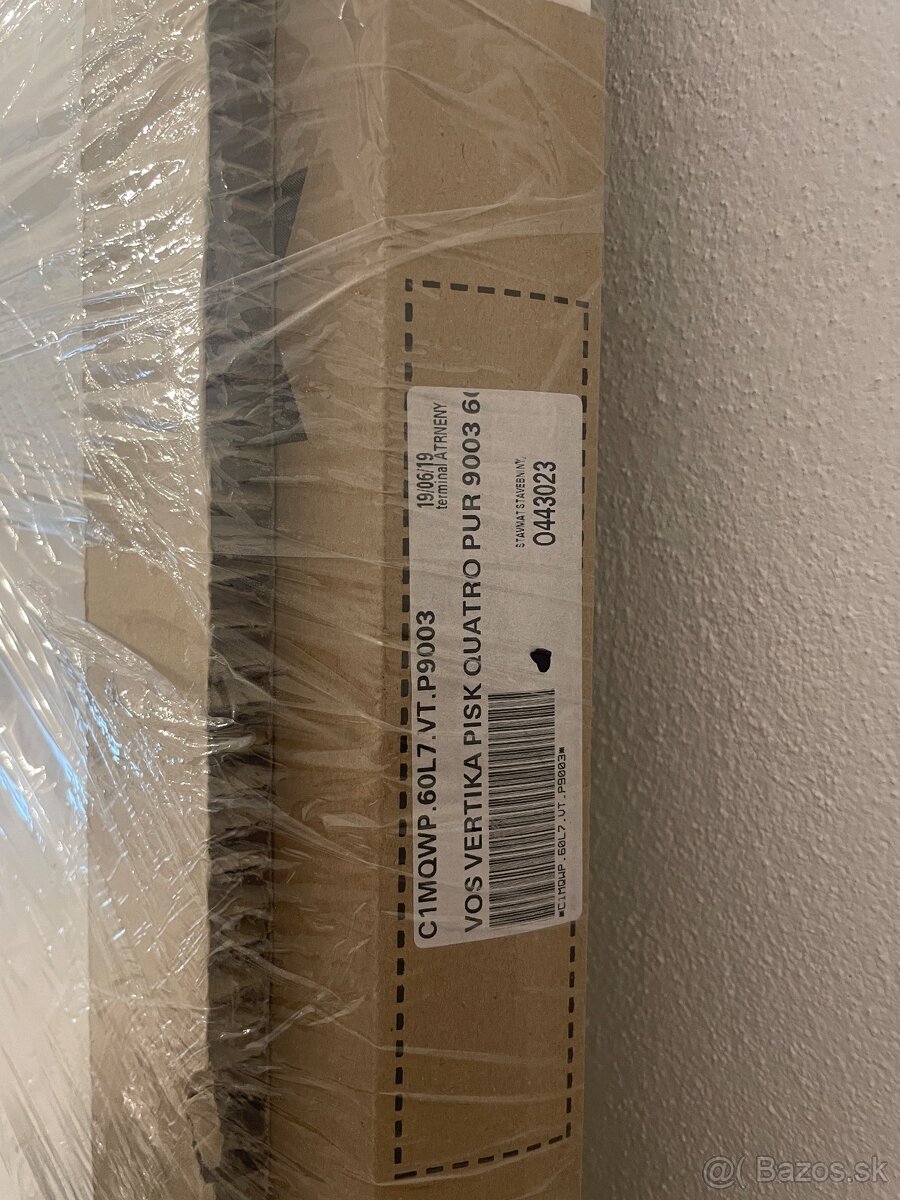 C1MQWP.60L7.VT.P9003
19/06/19
terminal ATRNENY
VOS VERTIKA PISK QUATRO PUR 9003 60
STAVMAT STAVEBNINY,
0443023
*C1MQWP.60L7.VT.P9003*
@( Bazos.sk